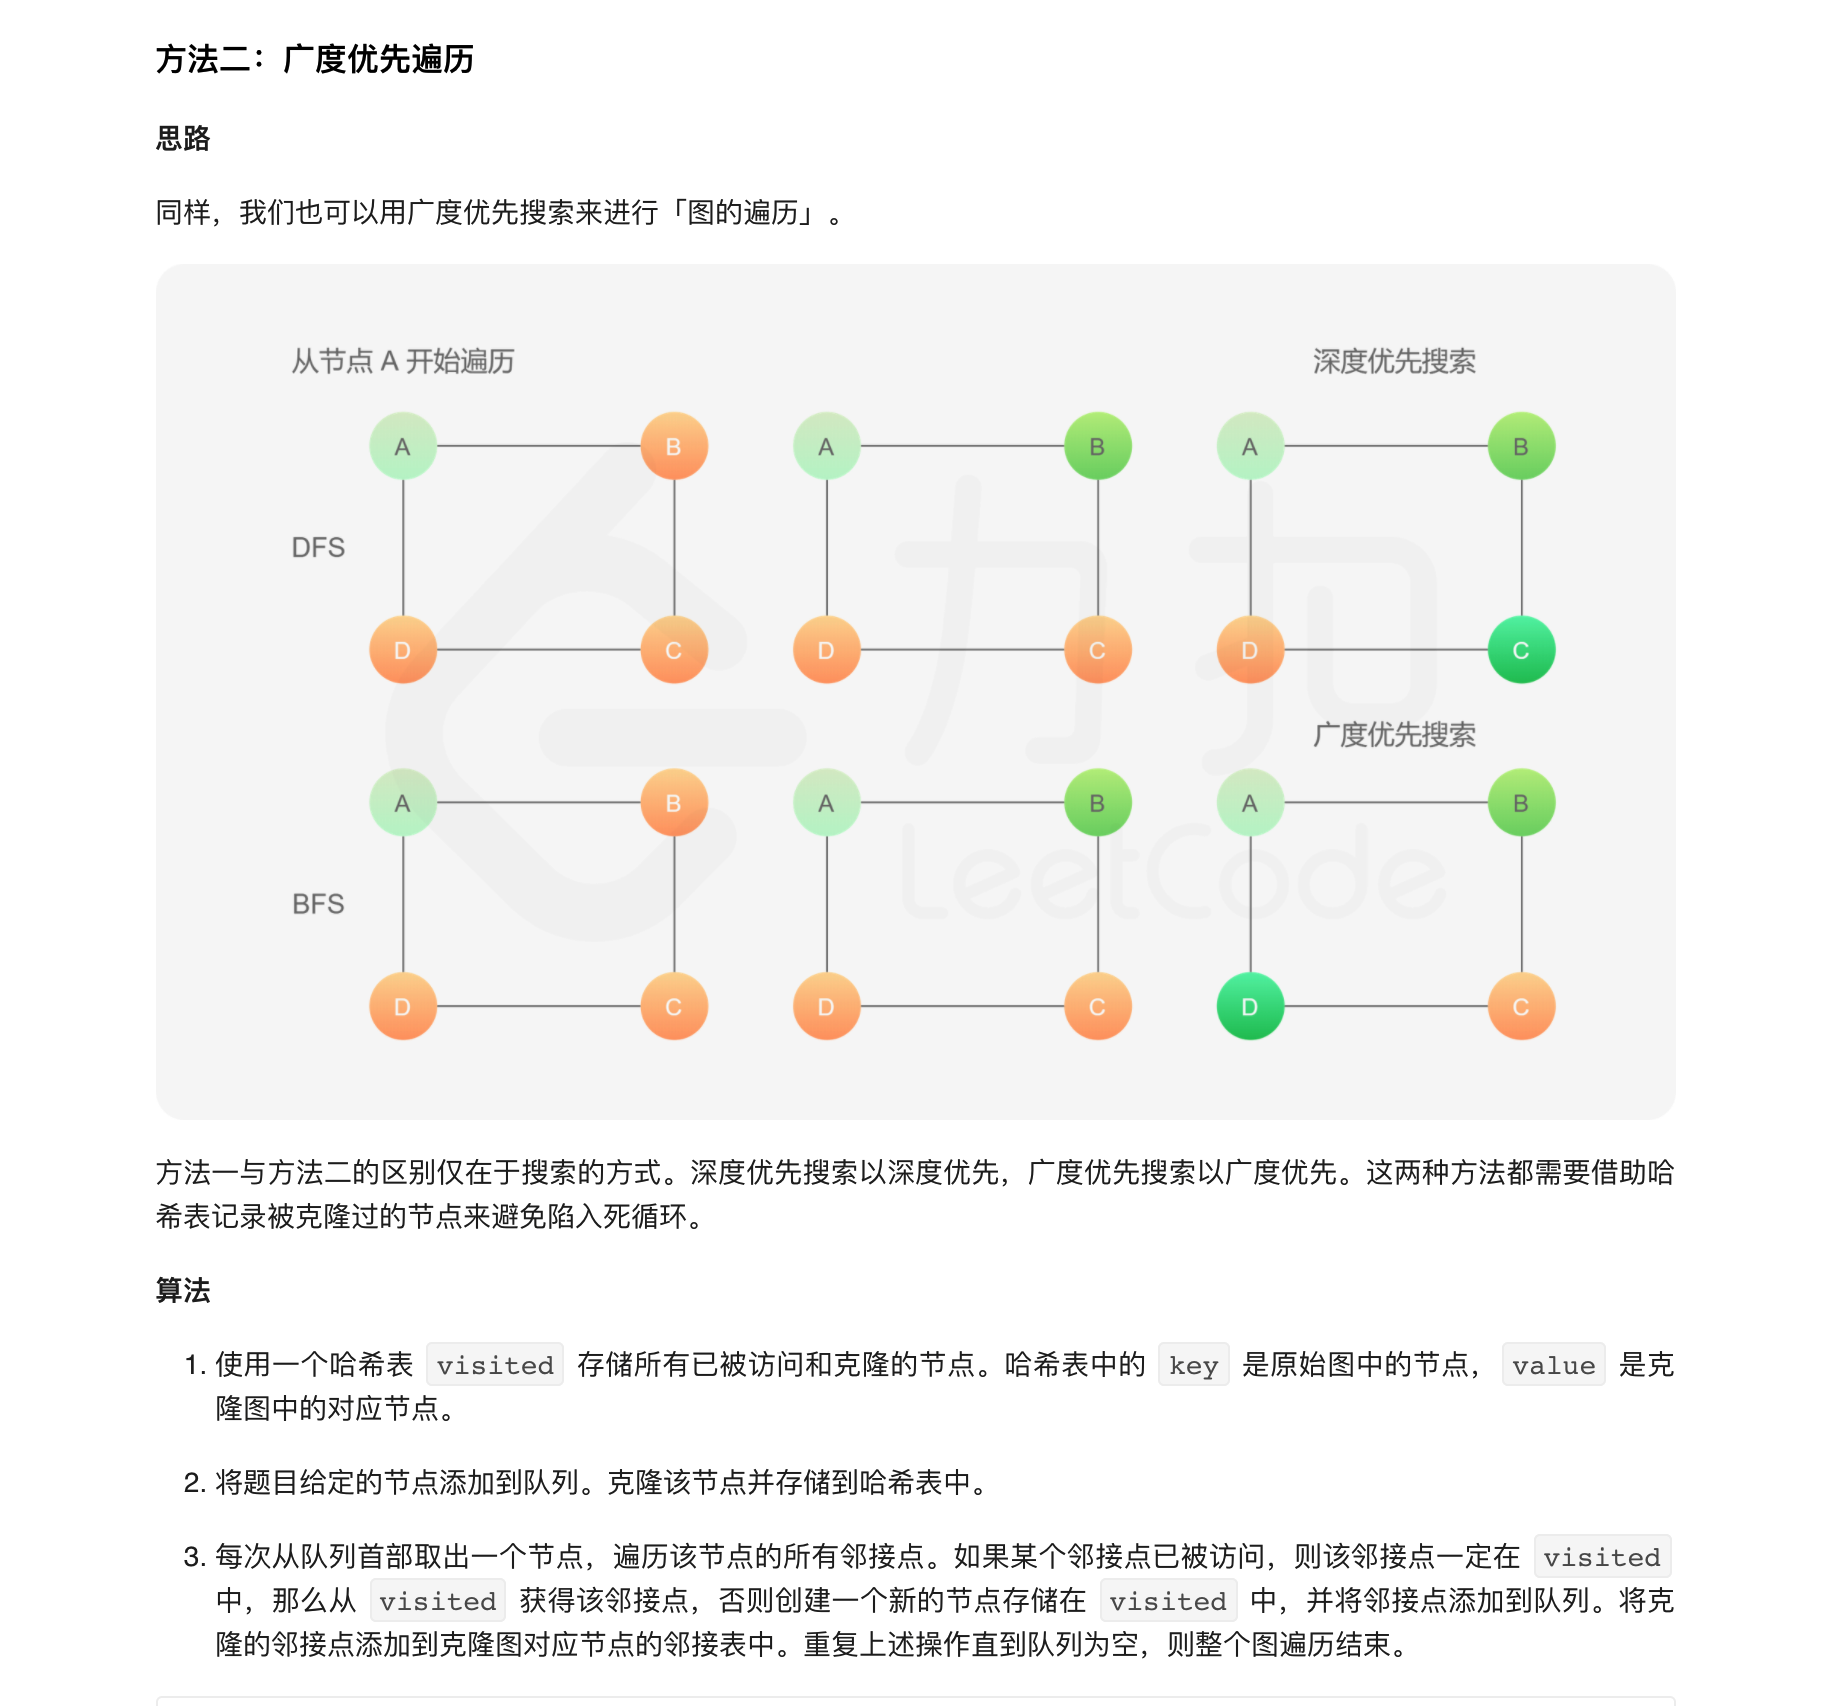 方法二：广度优先遍历
思路
同样，我们也可以用广度优先搜索来进行「图的遍历」。
从节点 A 开始遍历
深度优先搜索
A B A B A B
DFS
D C D C D C
广度优先搜索
A B A B A B
BFS
D C D C D C
力扣
LeetCode
方法一与方法二的区别仅在于搜索的方式。深度优先搜索以深度优先，广度优先搜索以广度优先。这两种方法都需要借助哈
希表记录被克隆过的节点来避免陷入死循环。
算法
1. 使用一个哈希表 visited 存储所有已被访问和克隆的节点。哈希表中的 key 是原始图中的节点， value 是克
隆图中的对应节点。
2. 将题目给定的节点添加到队列。克隆该节点并存储到哈希表中。
3. 每次从队列首部取出一个节点，遍历该节点的所有邻接点。如果某个邻接点已被访问，则该邻接点一定在 visited
中，那么从 visited 获得该邻接点，否则创建一个新的节点存储在 visited 中，并将邻接点添加到队列。将克
隆的邻接点添加到克隆图对应节点的邻接表中。重复上述操作直到队列为空，则整个图遍历结束。